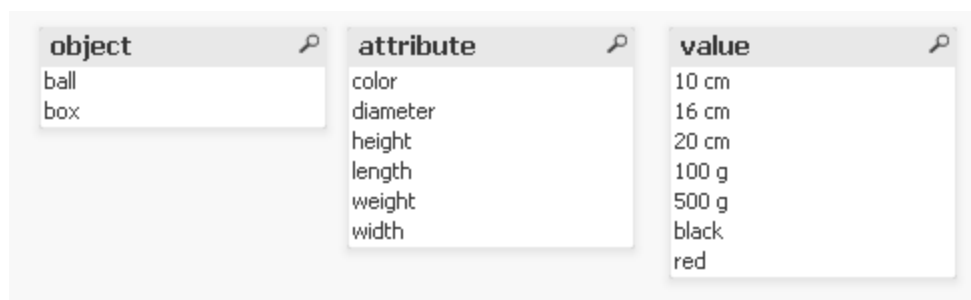 object
ball
box
attribute
color
diameter
height
length
weight
width
value
10 cm
16 cm
20 cm
100 g
500 g
black
red